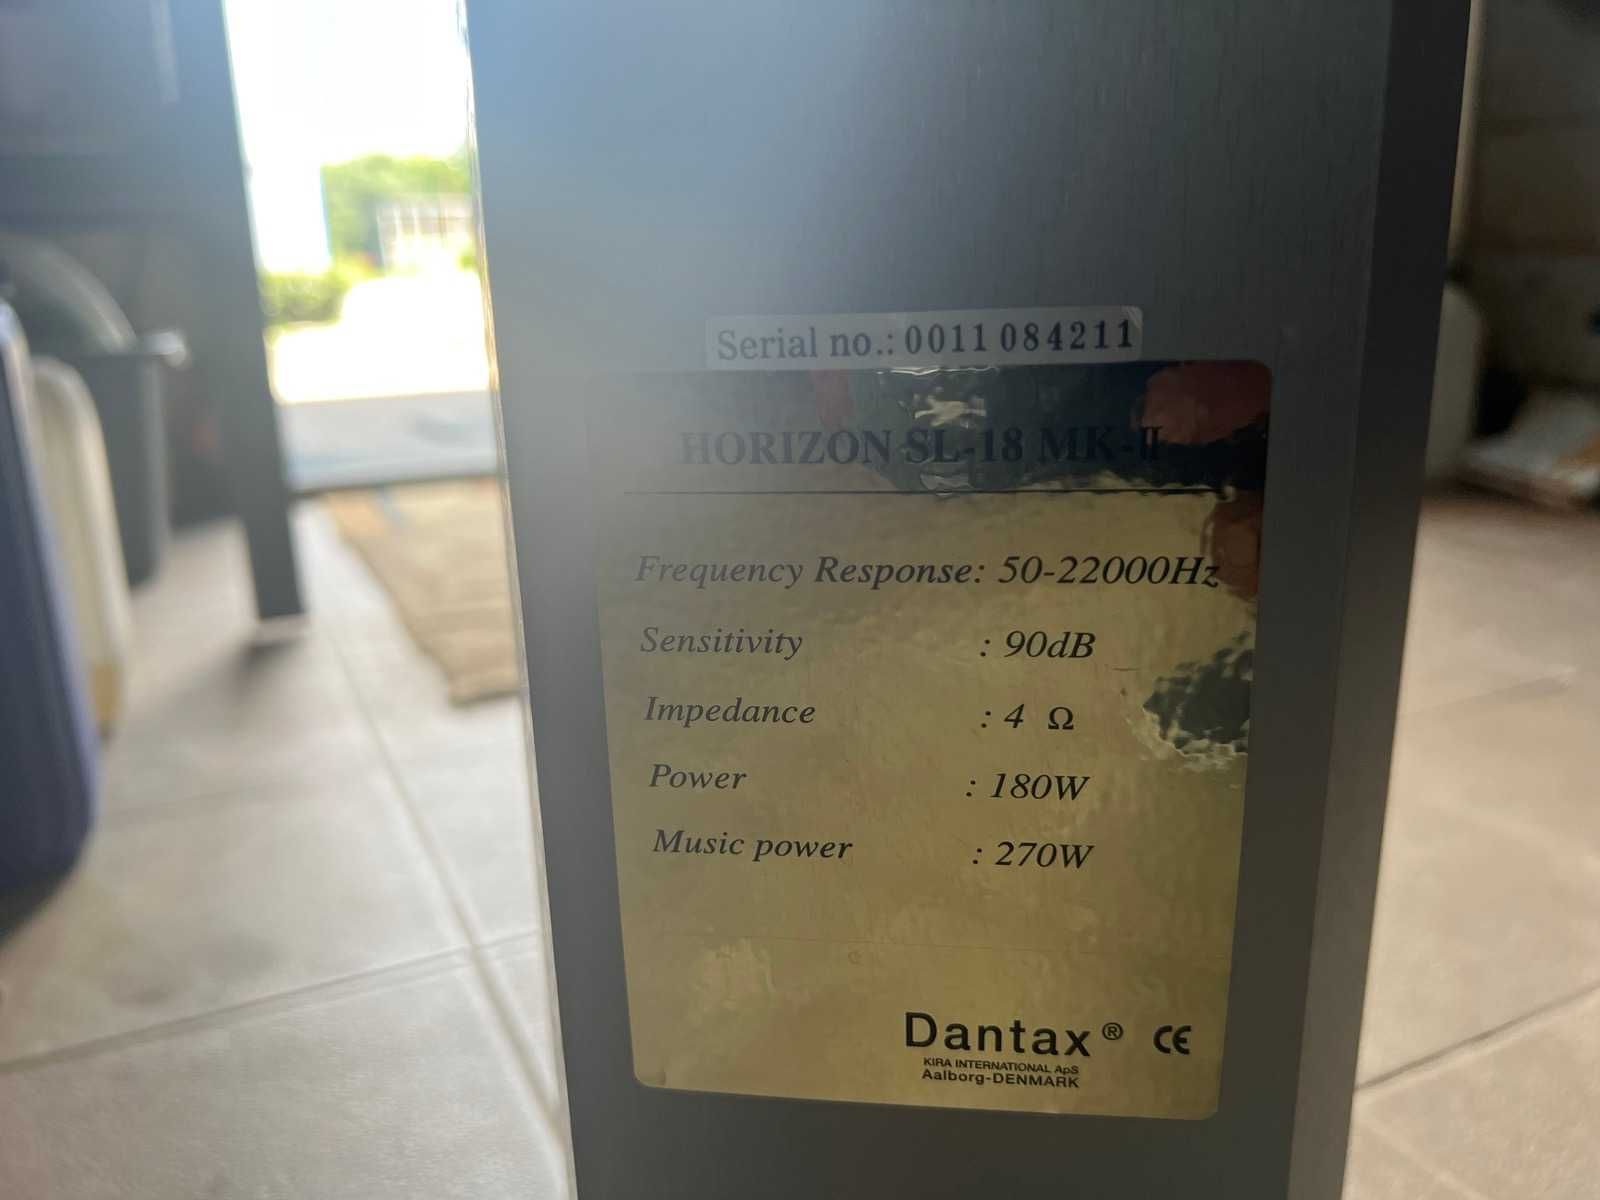 Serial no.: 0011 084211
HORIZON SL-18 MK-II
Frequency Response: 50-22000Hz
Sensitivity : 90dB
Impedance : 4 Ω
Power : 180W
Music power : 270W
Dantax ® CE
KIRA INTERNATIONAL ApS
Aalborg-DENMARK